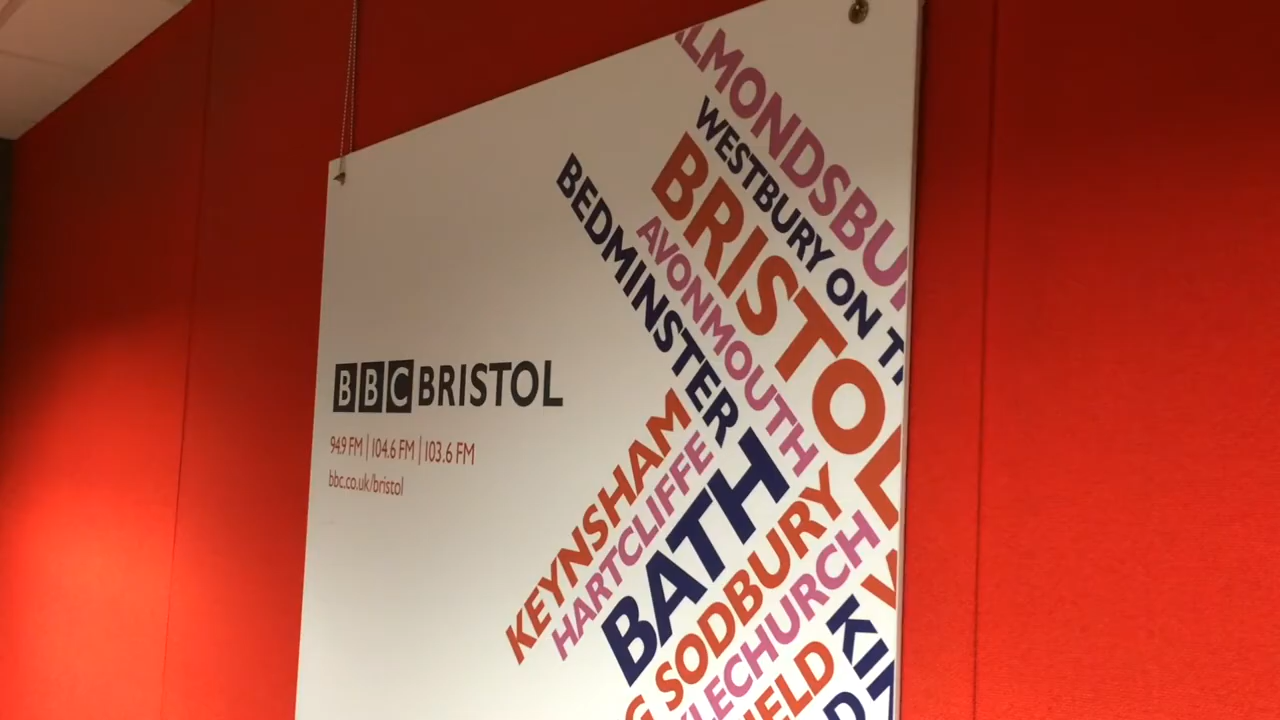 BBC BRISTOL
94.9 FM | 104.6 FM | 103.6 FM
bbc.co.uk/bristol
WESTBURY ON
BRISTOL
AVONMOUTH
BEDMINSTER
KEYNSHAM
HARTCLIFFE
BATH
SODBURY